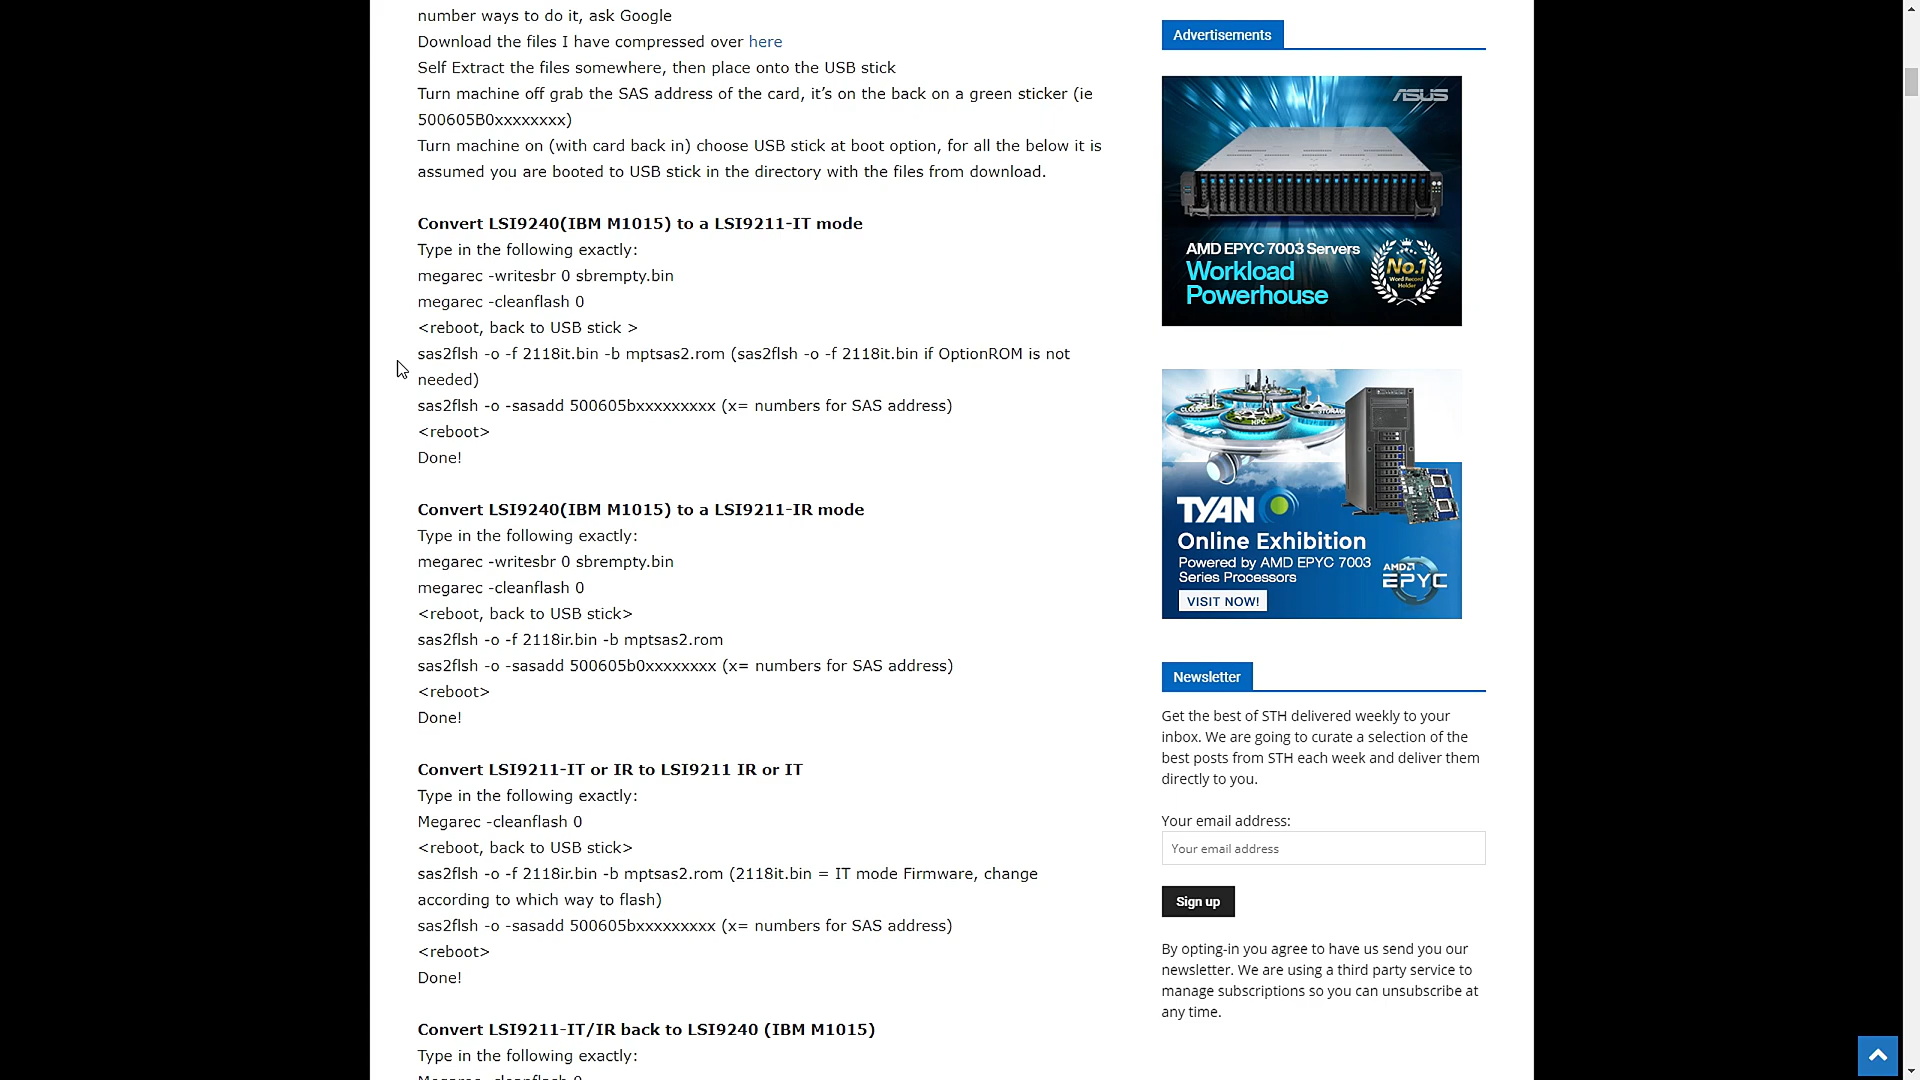 number ways to do it, ask Google
Download the files I have compressed over here
Self Extract the files somewhere, then place onto the USB stick
Turn machine off grab the SAS address of the card, it’s on the back on a green sticker (ie
500605B0xxxxxxxx)
Turn machine on (with card back in) choose USB stick at boot option, for all the below it is
assumed you are booted to USB stick in the directory with the files from download.
Convert LSI9240(IBM M1015) to a LSI9211-IT mode
Type in the following exactly:
megarec -writesbr 0 sbrempty.bin
megarec -cleanflash 0
<reboot, back to USB stick >
sas2flsh -o -f 2118it.bin -b mptsas2.rom (sas2flsh -o -f 2118it.bin if OptionROM is not
needed)
sas2flsh -o -sasadd 500605bxxxxxxxxx (x= numbers for SAS address)
<reboot>
Done!
Convert LSI9240(IBM M1015) to a LSI9211-IR mode
Type in the following exactly:
megarec -writesbr 0 sbrempty.bin
megarec -cleanflash 0
<reboot, back to USB stick>
sas2flsh -o -f 2118ir.bin -b mptsas2.rom
sas2flsh -o -sasadd 500605b0xxxxxxxx (x= numbers for SAS address)
<reboot>
Done!
Convert LSI9211-IT or IR to LSI9211 IR or IT
Type in the following exactly:
Megarec -cleanflash 0
<reboot, back to USB stick>
sas2flsh -o -f 2118ir.bin -b mptsas2.rom (2118it.bin = IT mode Firmware, change
according to which way to flash)
sas2flsh -o -sasadd 500605bxxxxxxxxx (x= numbers for SAS address)
<reboot>
Done!
Convert LSI9211-IT/IR back to LSI9240 (IBM M1015)
Type in the following exactly:
Megarec -cleanflash 0
Advertisements
ASUS
AMD EPYC 7003 Servers
Workload
Powerhouse
No.1
Word Record
Holder
CLOUD
HPC
STORAGE
TYAN
TYAN
Online Exhibition
Powered by AMD EPYC 7003
Series Processors
AMD
EPYC
VISIT NOW!
Newsletter
Get the best of STH delivered weekly to your
inbox. We are going to curate a selection of the
best posts from STH each week and deliver them
directly to you.
Your email address:
Your email address
Sign up
By opting-in you agree to have us send you our
newsletter. We are using a third party service to
manage subscriptions so you can unsubscribe at
any time.